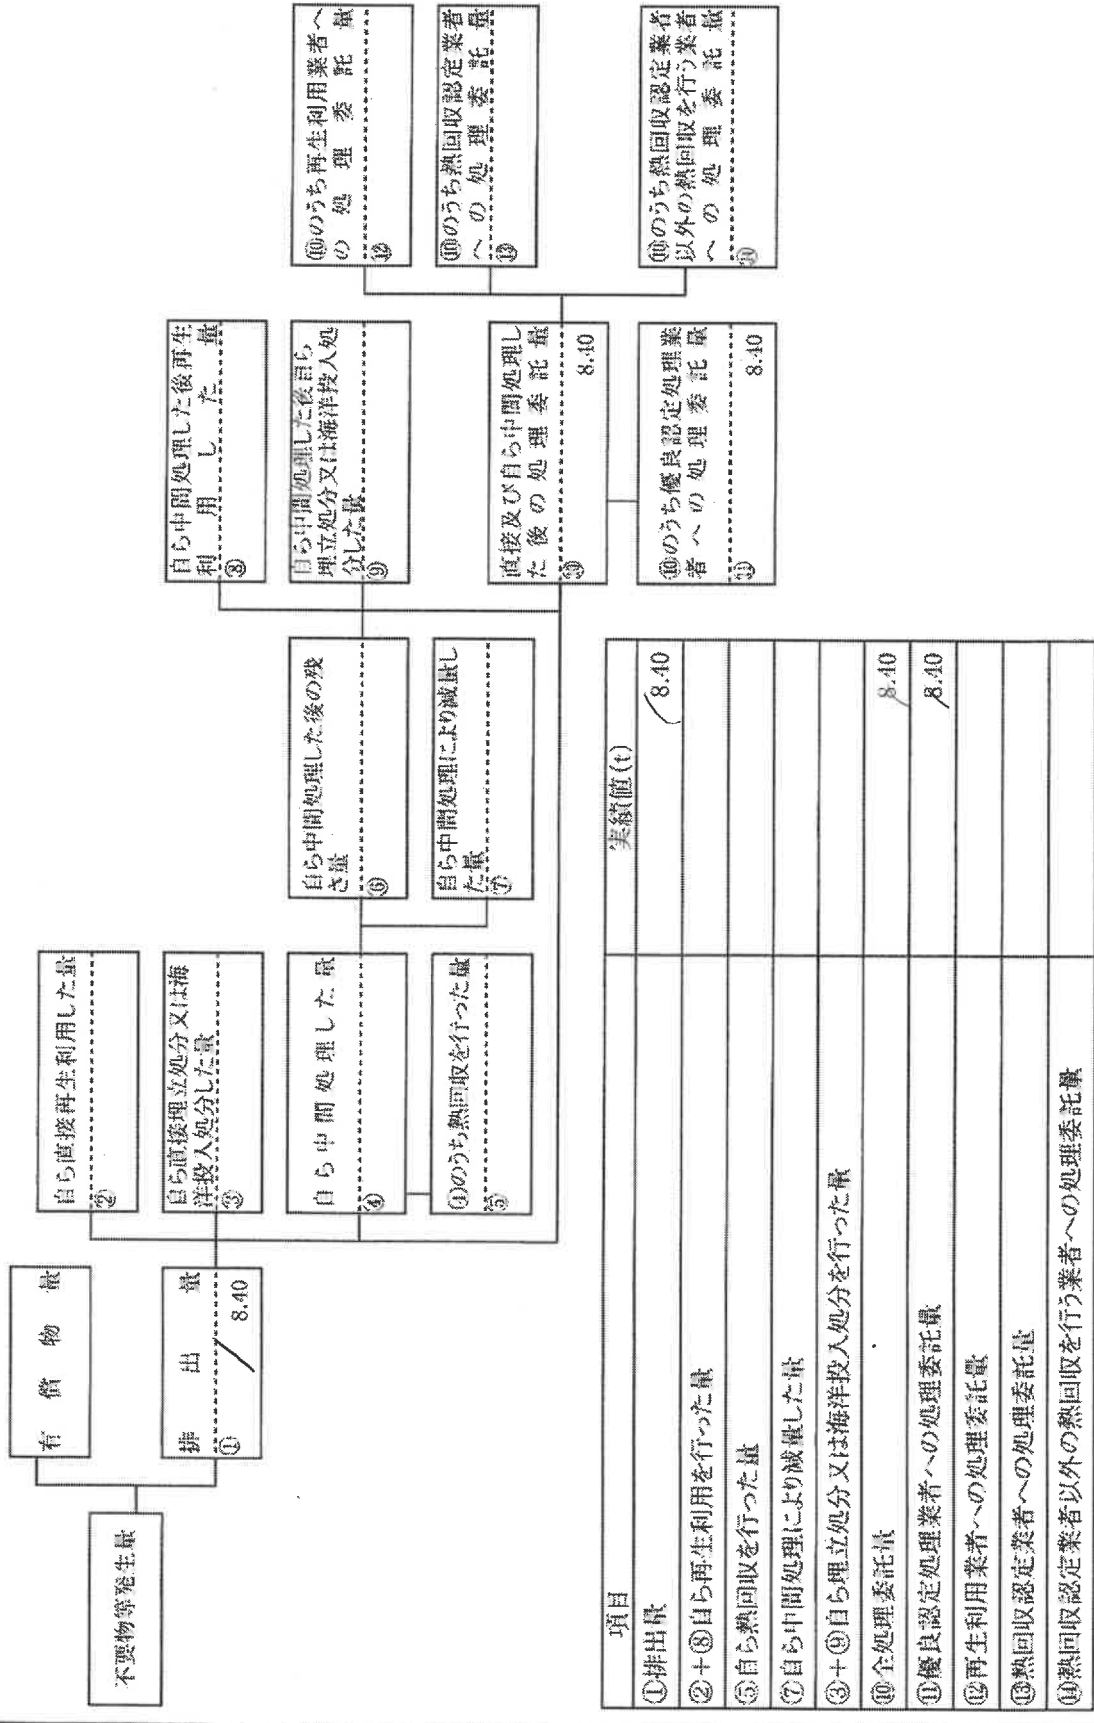 不要物等発生量
有償物量
排出量
①
8.40
自ら直接再生利用した量
②
自ら直接埋立処分又は海
洋投入処分した量
③
自ら中間処理した量
④
④のうち熱回収を行った量
⑤
自ら中間処理した後の残
さ量
⑥
自ら中間処理により減量し
た量
⑦
自ら中間処理した後再生
利用した量
⑧
自ら中間処理した後自ら
埋立処分又は海洋投入処
分した量
⑨
直接及び自ら中間処理し
た後の処理委託量
⑩
8.40
⑩のうち優良認定処理業
者への処理委託量
⑪
8.40
⑩のうち再生利用業者へ
の処理委託量
⑫
⑩のうち熱回収認定業者
への処理委託量
⑬
⑩のうち熱回収認定業者
以外の熱回収を行う業者
への処理委託量
⑭
項目 実績値(t)
①排出量 8.40
②+⑧自ら再生利用を行った量
⑤自ら熱回収を行った量
⑦自ら中間処理により減量した量
③+⑨自ら埋立処分又は海洋投入処分を行った量
⑩全処理委託量 8.40
⑪優良認定処理業者への処理委託量 8.40
⑫再生利用業者への処理委託量
⑬熱回収認定業者への処理委託量
⑭熱回収認定業者以外の熱回収を行う業者への処理委託量